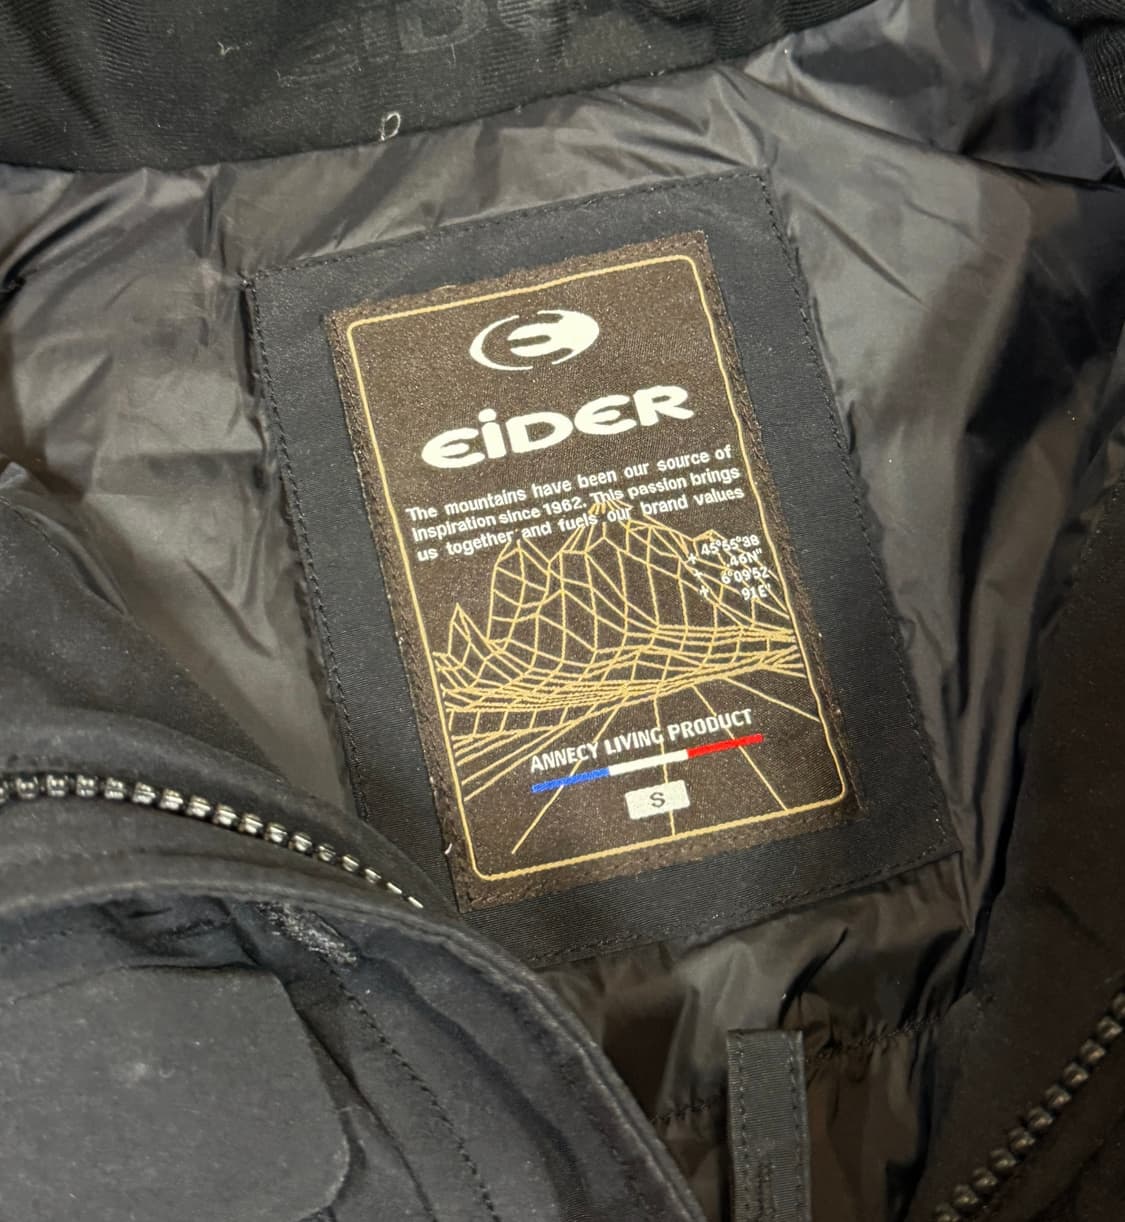 EiDER
The mountains have been our source of
inspiration since 1962. This passion brings
us together and fuels our brand values
+ 45°55'38
.46N"
+ 6°09'52
+ 91E"
ANNECY LIVING PRODUCT
S